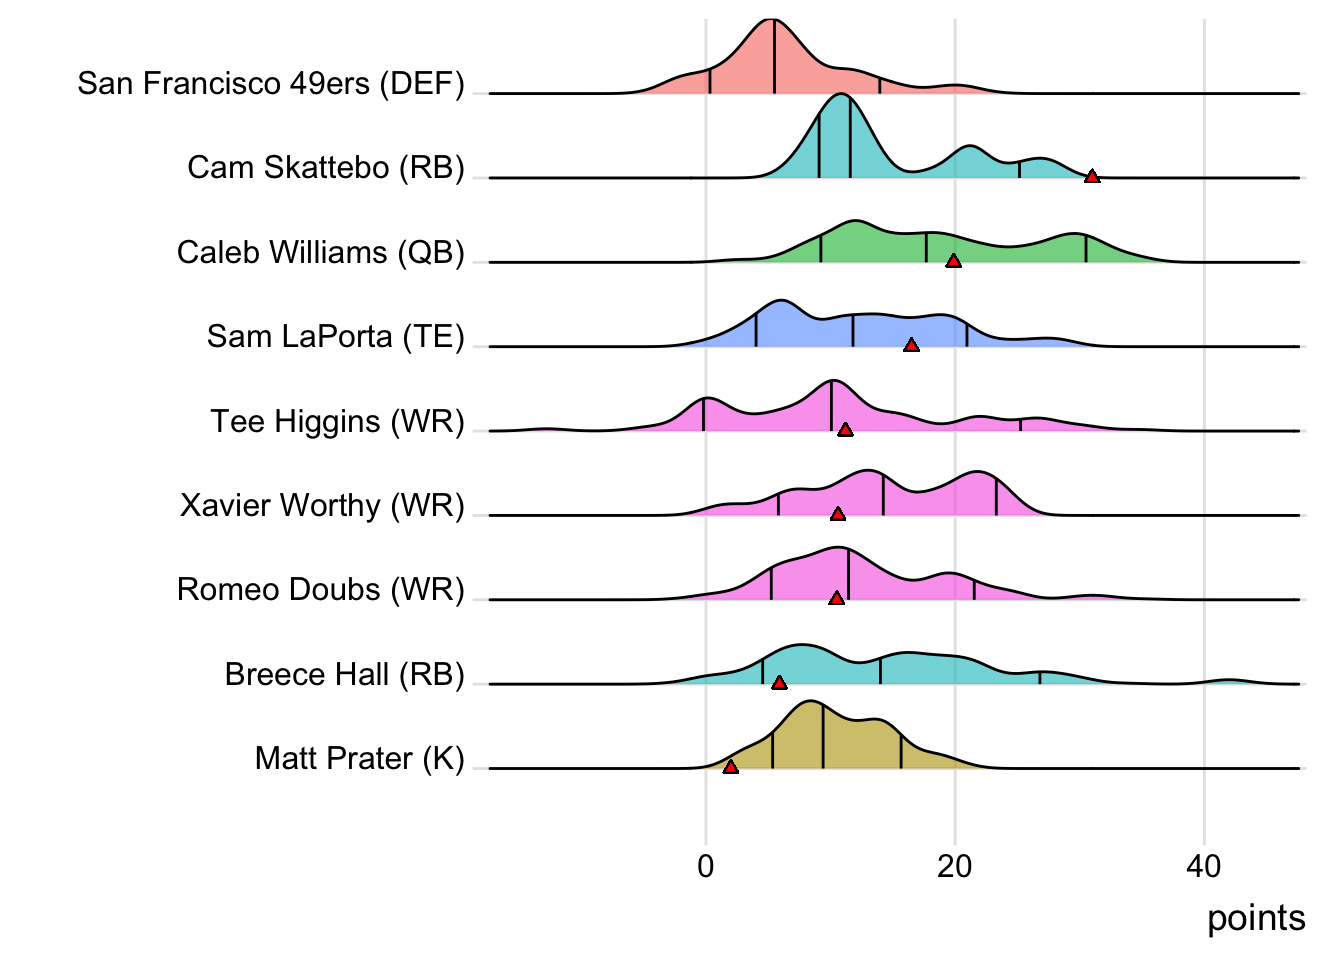 San Francisco 49ers (DEF)
Cam Skattebo (RB)
Caleb Williams (QB)
Sam LaPorta (TE)
Tee Higgins (WR)
Xavier Worthy (WR)
Romeo Doubs (WR)
Breece Hall (RB)
Matt Prater (K)
0 20 40
points